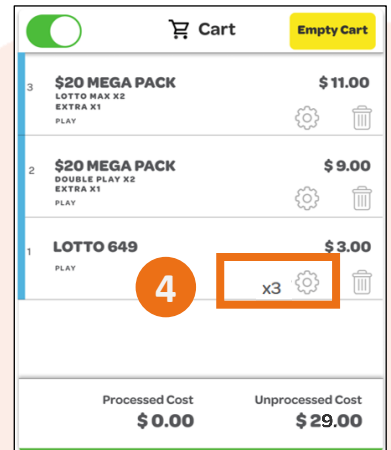 Cart
Empty Cart
3
$20 MEGA PACK
$ 11.00
LOTTO MAX X2
EXTRA X1
PLAY
2
$20 MEGA PACK
$ 9.00
DOUBLE PLAY X2
EXTRA X1
PLAY
1
LOTTO 649
$ 3.00
PLAY
4
x3
Processed Cost
Unprocessed Cost
$ 0.00
$ 29.00